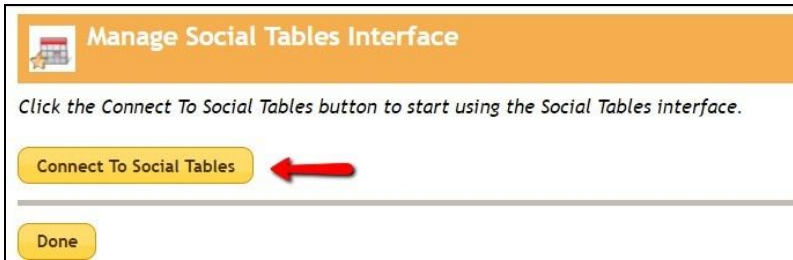 Manage Social Tables Interface
Click the Connect To Social Tables button to start using the Social Tables interface.
Connect To Social Tables
Done